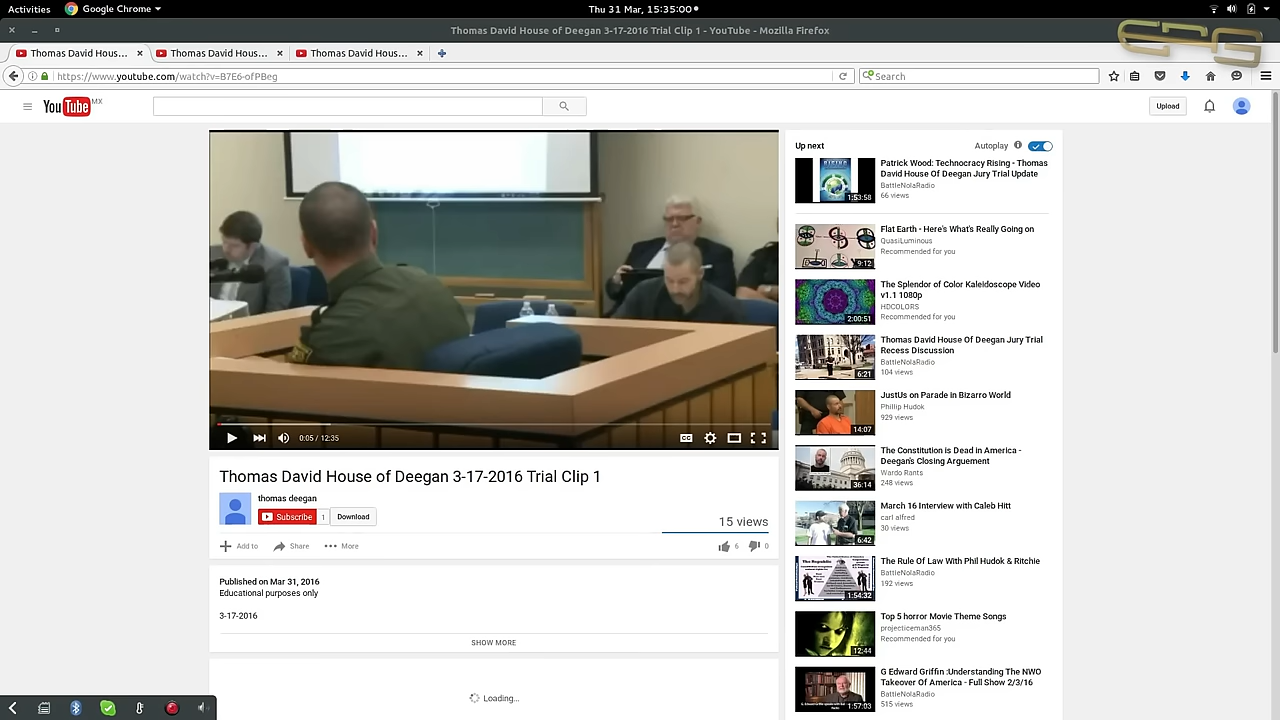 Activities Google Chrome Thu 31 Mar, 15:35:00
Thomas David House of Deegan 3-17-2016 Trial Clip 1 - YouTube - Mozilla Firefox
Thomas David Hous... × Thomas David Hous... × Thomas David Hous... ×
https://www.youtube.com/watch?v=B7E6-ofPBeg Search
YouTube MX Upload
Up next Autoplay
Patrick Wood: Technocracy Rising - Thomas
David House Of Deegan Jury Trial Update
BattleNolaRadio
66 views
1:53:58
Flat Earth - Here's What's Really Going on
QuasiLuminous
Recommended for you
9:12
The Splendor of Color Kaleidoscope Video
v1.1 1080p
HDCOLORS
Recommended for you
2:00:51
Thomas David House Of Deegan Jury Trial
Recess Discussion
BattleNolaRadio
104 views
6:21
JustUs on Parade in Bizarro World
Phillip Hudok
929 views
14:07
The Constitution is Dead in America -
Deegan's Closing Arguement
Wardo Rants
248 views
36:14
March 16 Interview with Caleb Hitt
carl alfred
30 views
6:42
The Rule Of Law With Phil Hudok & Ritchie
BattleNolaRadio
192 views
1:54:32
Top 5 horror Movie Theme Songs
projecticeman365
Recommended for you
12:44
G Edward Griffin :Understanding The NWO
Takeover Of America - Full Show 2/3/16
BattleNolaRadio
515 views
1:57:03
0:05 / 12:35 CC
Thomas David House of Deegan 3-17-2016 Trial Clip 1
thomas deegan
Subscribe 1 Download
15 views
Add to Share More 6 0
Published on Mar 31, 2016
Educational purposes only
3-17-2016
SHOW MORE
Loading...